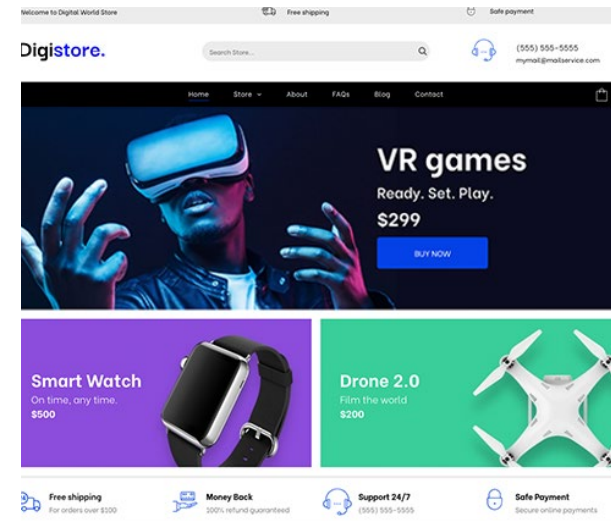 Welcome to Digital World Store
Free shipping
Safe payment
Digistore.
Search Store...
(555) 555-5555
mymail@mailservice.com
Home
Store
About
FAQs
Blog
Contact
VR games
Ready. Set. Play.
$299
BUY NOW
Smart Watch
On time, any time.
$500
Drone 2.0
Film the world
$200
Free shipping
For orders over $100
Money Back
100% refund guaranteed
Support 24/7
(555) 555-5555
Safe Payment
Secure online payments